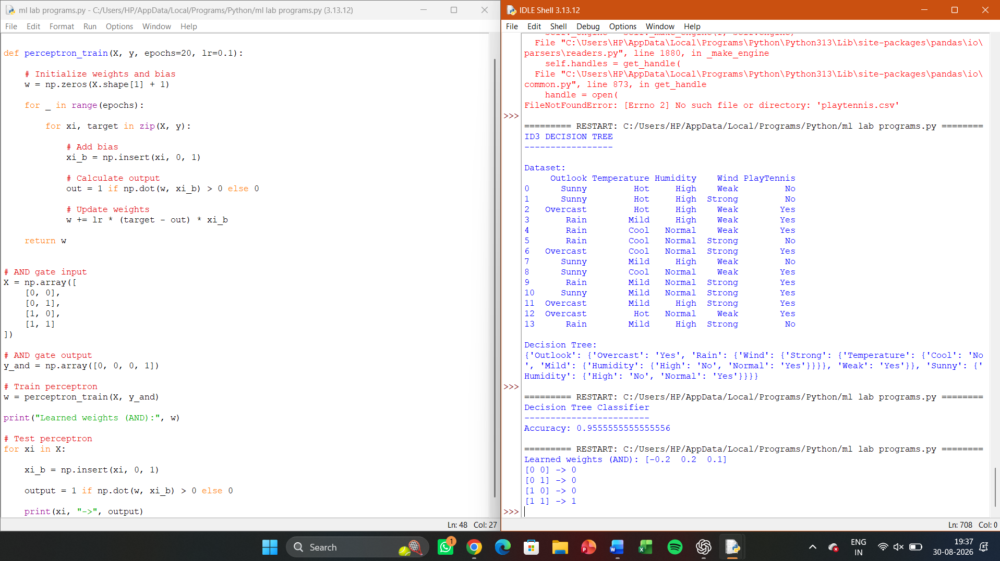 ml lab programs.py - C:/Users/HP/AppData/Local/Programs/Python/ml lab programs.py (3.13.12)
File Edit Format Run Options Window Help
def perceptron_train(X, y, epochs=20, lr=0.1):
    # Initialize weights and bias
    w = np.zeros(X.shape[1] + 1)
    for _ in range(epochs):
        for xi, target in zip(X, y):
            # Add bias
            xi_b = np.insert(xi, 0, 1)
            # Calculate output
            out = 1 if np.dot(w, xi_b) > 0 else 0
            # Update weights
            w += lr * (target - out) * xi_b
    return w
# AND gate input
X = np.array([
    [0, 0],
    [0, 1],
    [1, 0],
    [1, 1]
])
# AND gate output
y_and = np.array([0, 0, 0, 1])
# Train perceptron
w = perceptron_train(X, y_and)
print("Learned weights (AND):", w)
# Test perceptron
for xi in X:
    xi_b = np.insert(xi, 0, 1)
    output = 1 if np.dot(w, xi_b) > 0 else 0
    print(xi, "->", output)
Ln: 48 Col: 27
IDLE Shell 3.13.12
File Edit Shell Debug Options Window Help
  File "C:\Users\HP\AppData\Local\Programs\Python\Python313\Lib\site-packages\pandas\io\
parsers\readers.py", line 1880, in _make_engine
    self.handles = get_handle(
  File "C:\Users\HP\AppData\Local\Programs\Python\Python313\Lib\site-packages\pandas\io\
common.py", line 873, in get_handle
    handle = open(
FileNotFoundError: [Errno 2] No such file or directory: 'playtennis.csv'
>>>
========= RESTART: C:/Users/HP/AppData/Local/Programs/Python/ml lab programs.py ========
ID3 DECISION TREE
-----------------
Dataset:
     Outlook Temperature Humidity    Wind PlayTennis
0      Sunny         Hot     High    Weak         No
1      Sunny         Hot     High  Strong         No
2   Overcast         Hot     High    Weak        Yes
3       Rain        Mild     High    Weak        Yes
4       Rain        Cool   Normal    Weak        Yes
5       Rain        Cool   Normal  Strong         No
6   Overcast        Cool   Normal  Strong        Yes
7      Sunny        Mild     High    Weak         No
8      Sunny        Cool   Normal    Weak        Yes
9       Rain        Mild   Normal  Strong        Yes
10     Sunny        Mild   Normal  Strong        Yes
11  Overcast        Mild     High  Strong        Yes
12  Overcast         Hot   Normal    Weak        Yes
13      Rain        Mild     High  Strong         No
Decision Tree:
{'Outlook': {'Overcast': 'Yes', 'Rain': {'Wind': {'Strong': {'Temperature': {'Cool': 'No
', 'Mild': {'Humidity': {'High': 'No', 'Normal': 'Yes'}}}}, 'Weak': 'Yes'}}, 'Sunny': {'
Humidity': {'High': 'No', 'Normal': 'Yes'}}}}
>>>
========= RESTART: C:/Users/HP/AppData/Local/Programs/Python/ml lab programs.py ========
Decision Tree Classifier
------------------------
Accuracy: 0.9555555555555556
========= RESTART: C:/Users/HP/AppData/Local/Programs/Python/ml lab programs.py ========
Learned weights (AND): [-0.2  0.2  0.1]
[0 0] -> 0
[0 1] -> 0
[1 0] -> 0
[1 1] -> 1
>>>
Ln: 708 Col: 0
Search
1
ENG
IN
19:37
30-08-2026